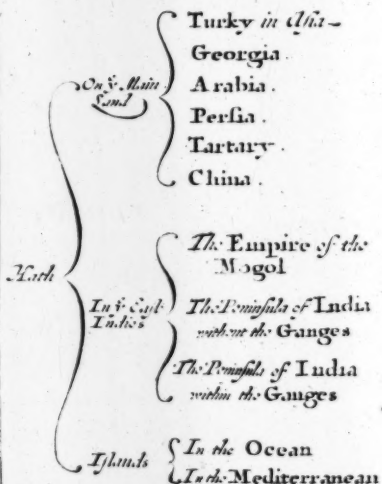 Hath
On yͤ Main
Land
Turky in Aſia
Georgia.
Arabia.
Perſia.
Tartary.
China.
In yͤ Eaſt
Indies
The Empire of the
Mogol
The Peninſula of India
without the Ganges
The Peninſula of India
within the Ganges
Iſlands
In the Ocean
In the Mediterranean